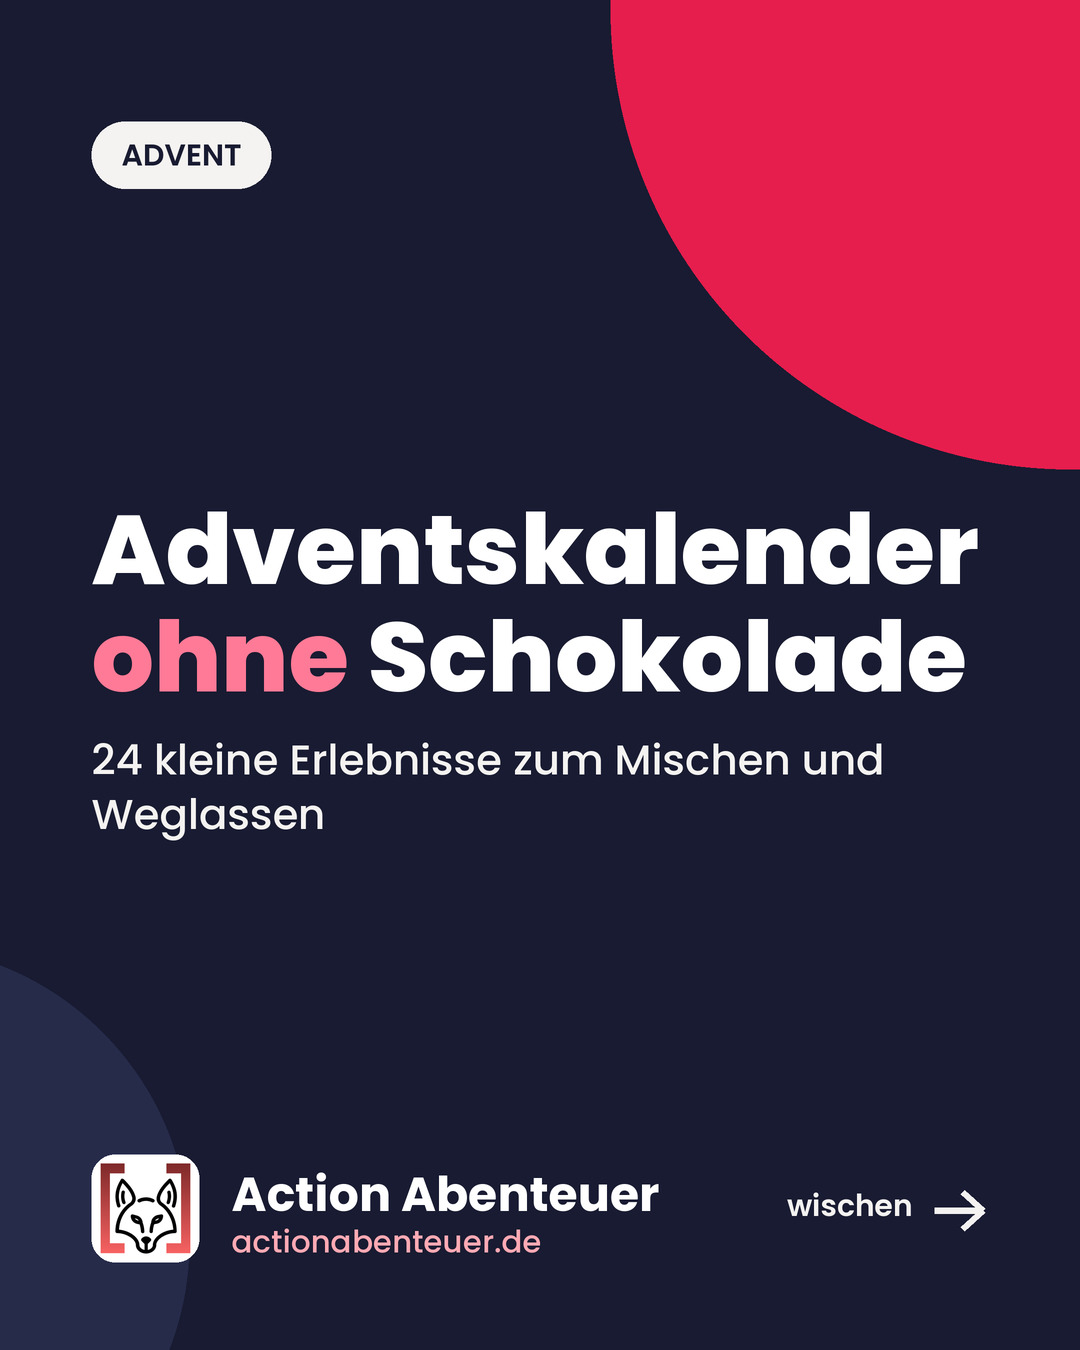 ADVENT
Adventskalender
ohne Schokolade
24 kleine Erlebnisse zum Mischen und
Weglassen
Action Abenteuer
actionabenteuer.de
wischen